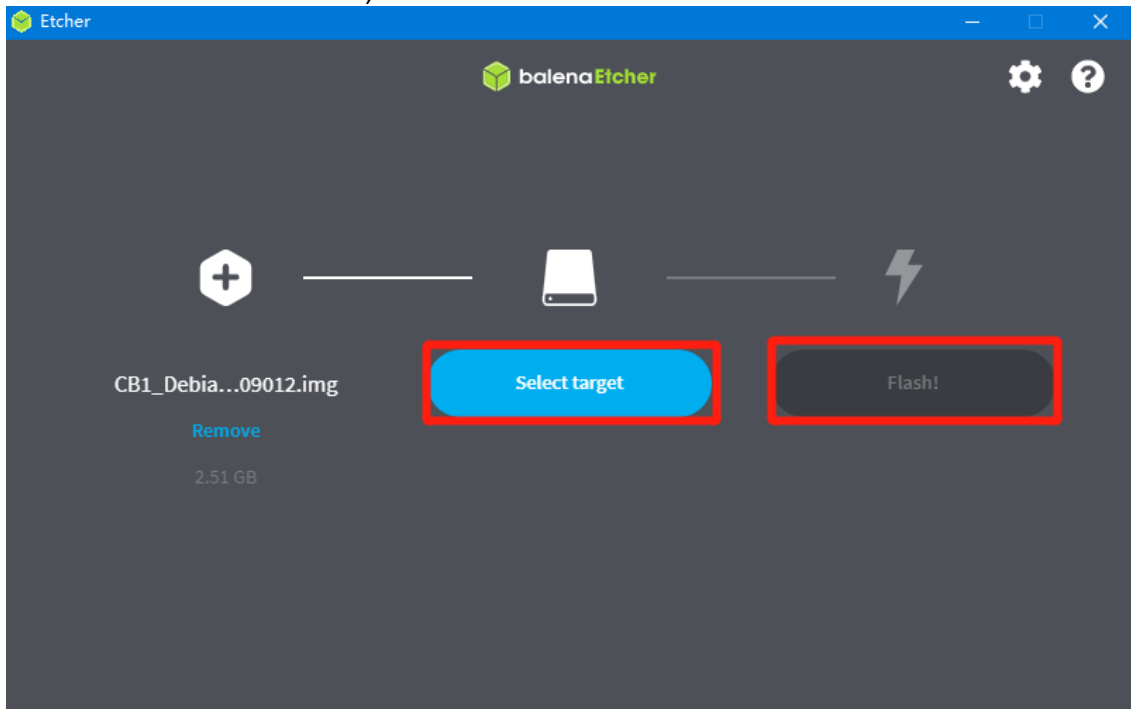 Etcher
balenaEtcher
CB1_Debia...09012.img
Select target
Flash!
Remove
2.51 GB